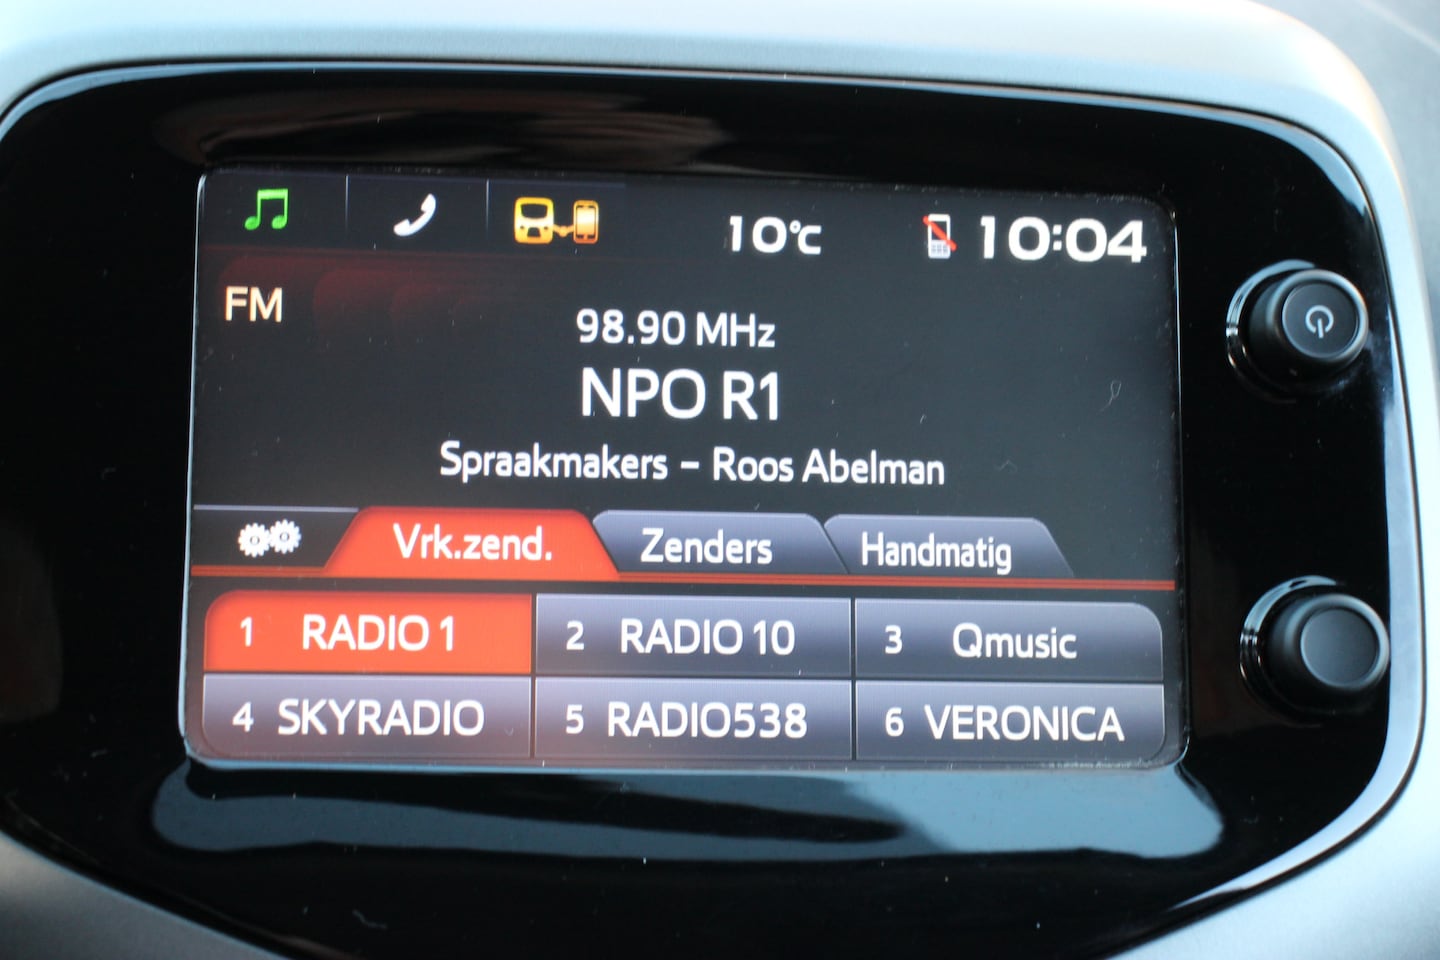 10°C 10:04
FM
98.90 MHz
NPO R1
Spraakmakers - Roos Abelman
Vrk.zend. Zenders Handmatig
1 RADIO 1 2 RADIO 10 3 Qmusic
4 SKYRADIO 5 RADIO538 6 VERONICA